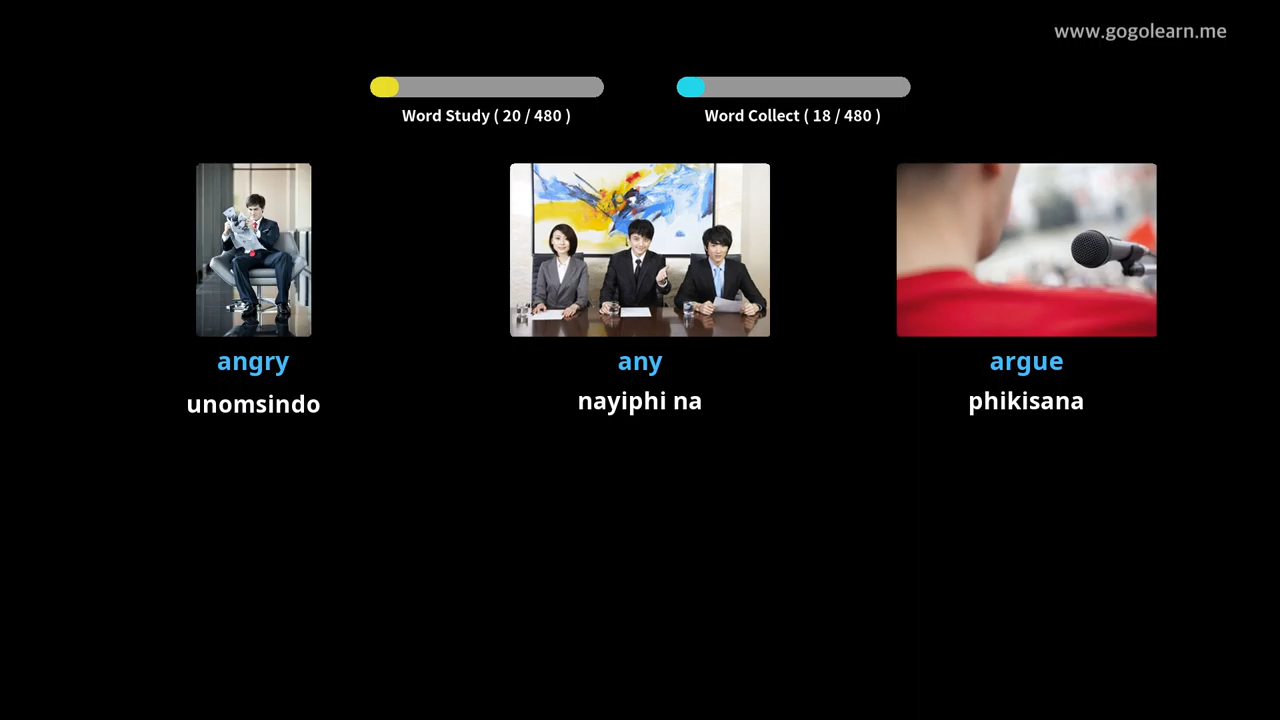 www.gogolearn.me
Word Study ( 20 / 480 )
Word Collect ( 18 / 480 )
angry
any
argue
unomsindo
nayiphi na
phikisana